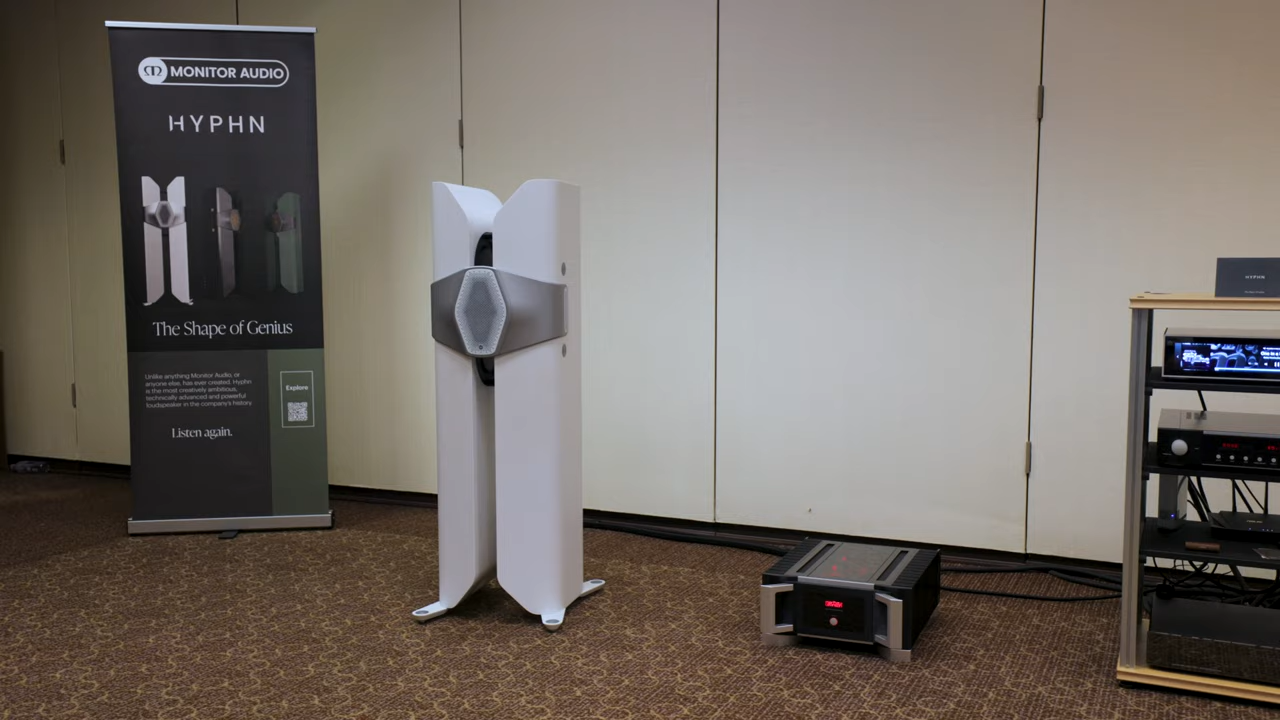 MONITOR AUDIO
HYPHN
The Shape of Genius
Unlike anything Monitor Audio, or
anyone else, has ever created. Hyphn
is the most creatively ambitious,
technically advanced and powerful
loudspeaker in the company's history.
Explore
Listen again.
HYPHN